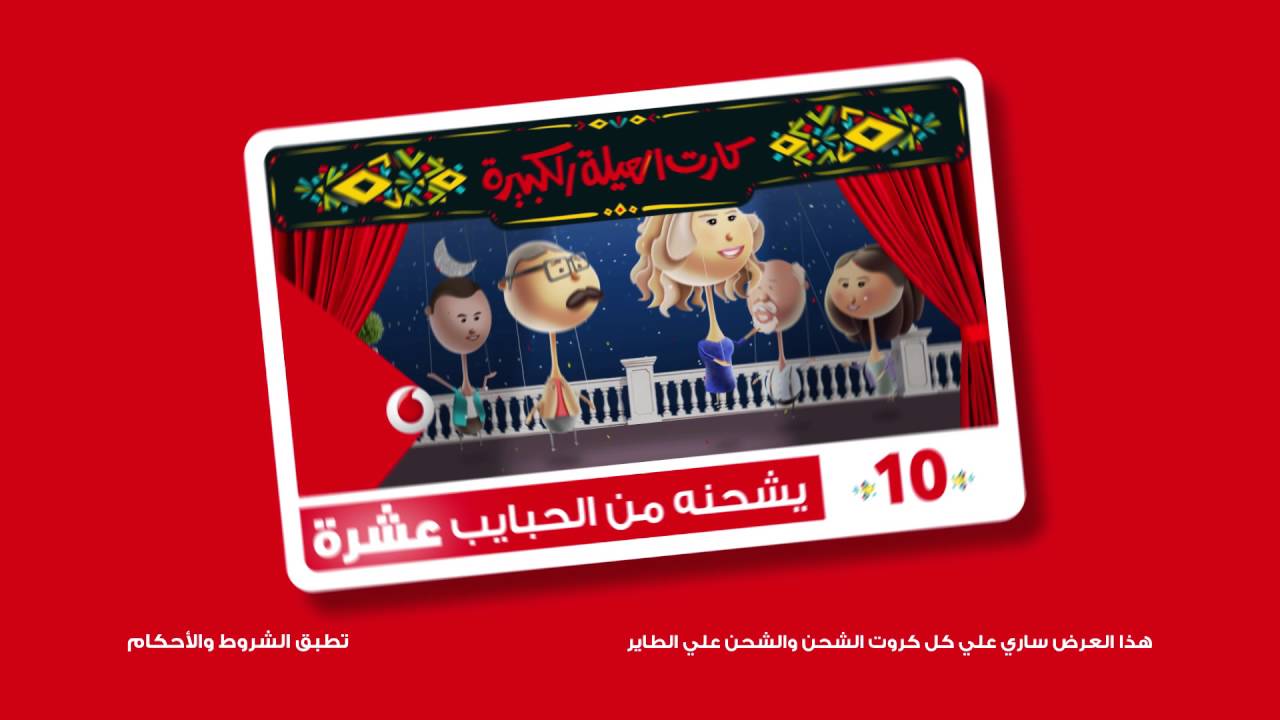 كارت العيلة الكبيرة
10
يشحنه من الحبايب عشرة
هذا العرض ساري علي كل كروت الشحن والشحن علي الطاير
تطبق الشروط والأحكام